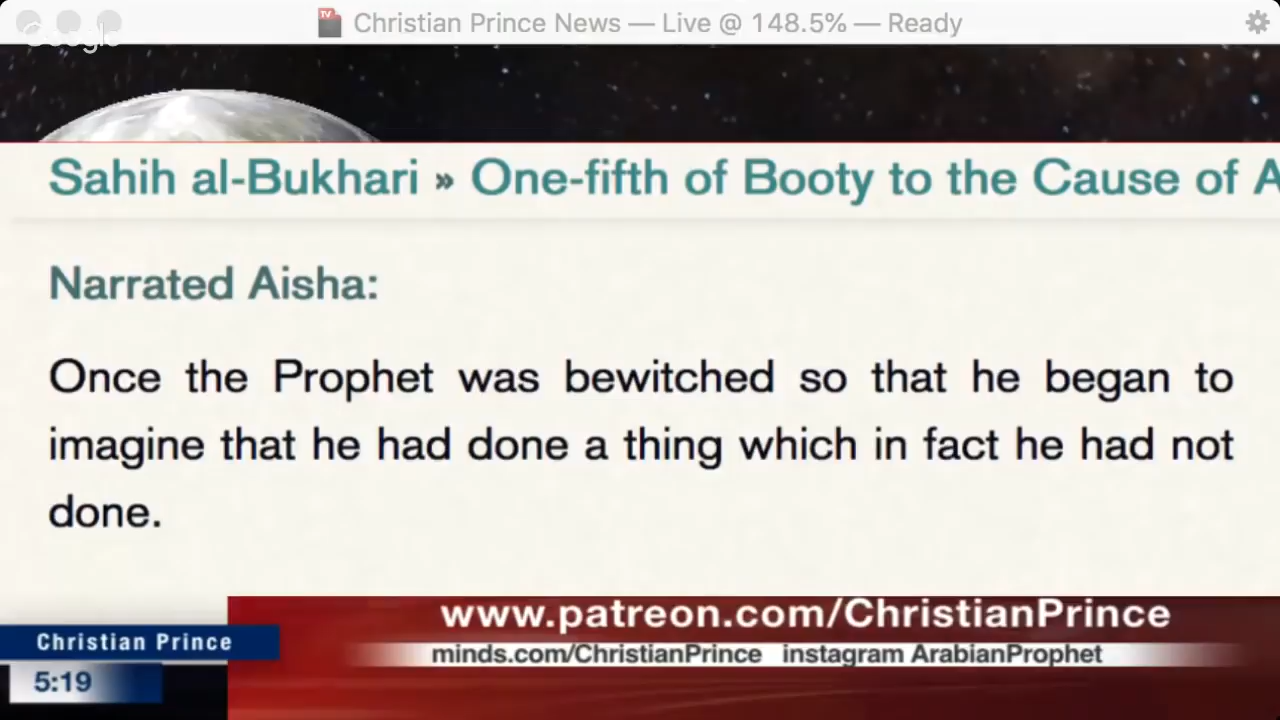 Christian Prince News — Live @ 148.5% — Ready
Google
Sahih al-Bukhari » One-fifth of Booty to the Cause of A
Narrated Aisha:
Once the Prophet was bewitched so that he began to
imagine that he had done a thing which in fact he had not
done.
www.patreon.com/ChristianPrince
Christian Prince
minds.com/ChristianPrince instagram ArabianProphet
5:19